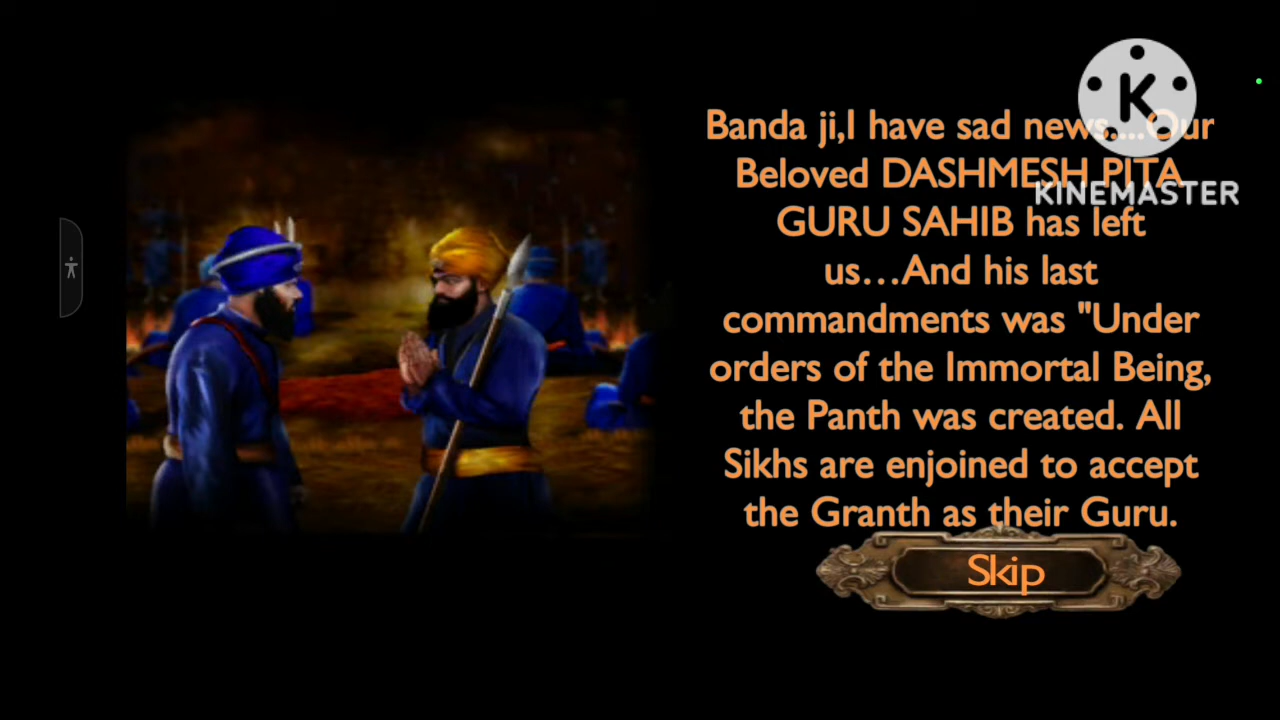 Banda ji,I have sad news....Our
Beloved DASHMESH PITA
GURU SAHIB has left
us...And his last
commandments was "Under
orders of the Immortal Being,
the Panth was created. All
Sikhs are enjoined to accept
the Granth as their Guru.
Skip
K
KINEMASTER